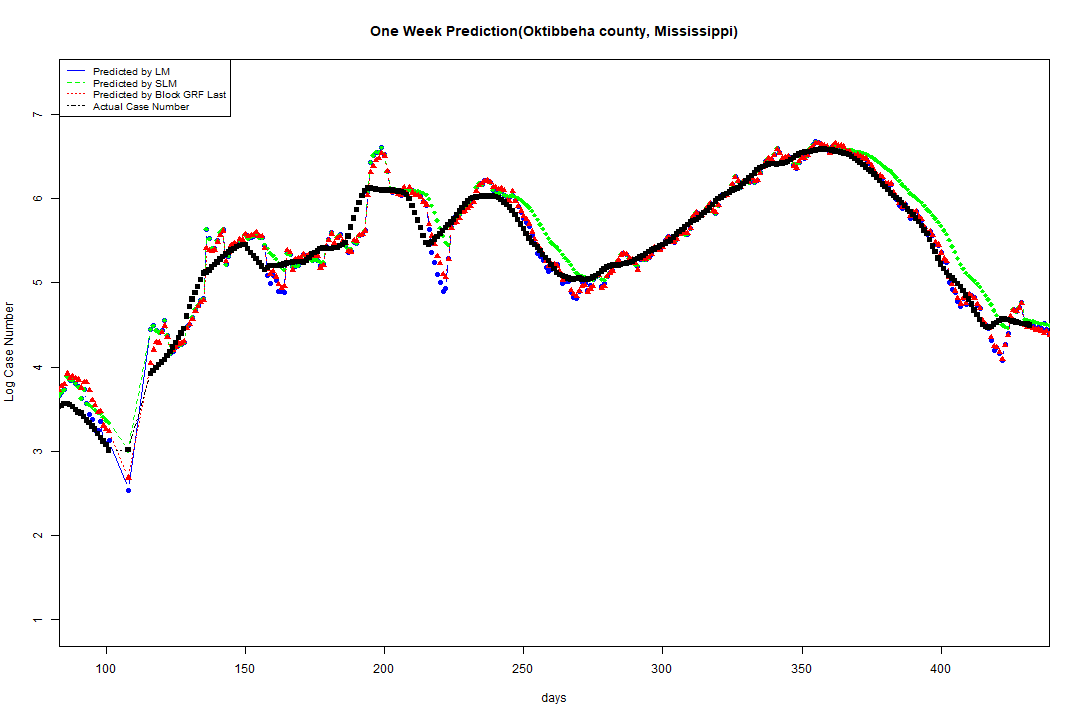 One Week Prediction(Oktibbeha county, Mississippi)
Predicted by LM
Predicted by SLM
Predicted by Block GRF Last
Actual Case Number
7
6
5
4
3
2
1
Log Case Number
100 150 200 250 300 350 400
days